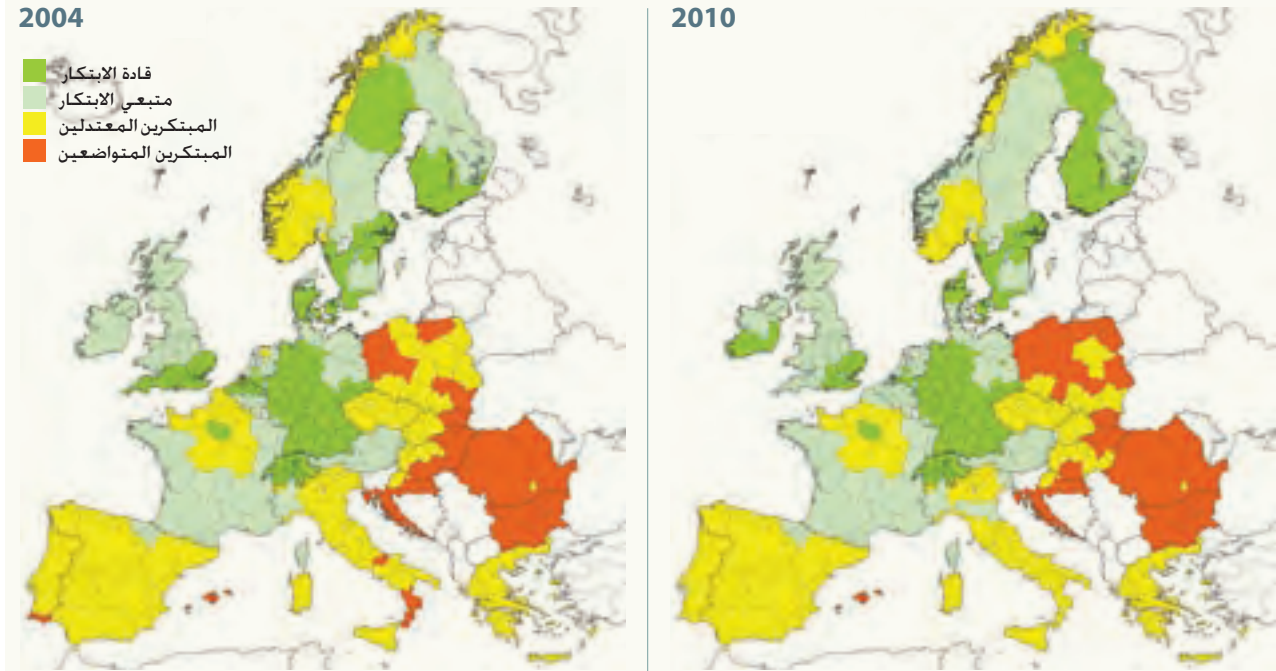 2004
قادة الابتكار
متبعي الابتكار
المبتكرين المعتدلين
المبتكرين المتواضعين
2010